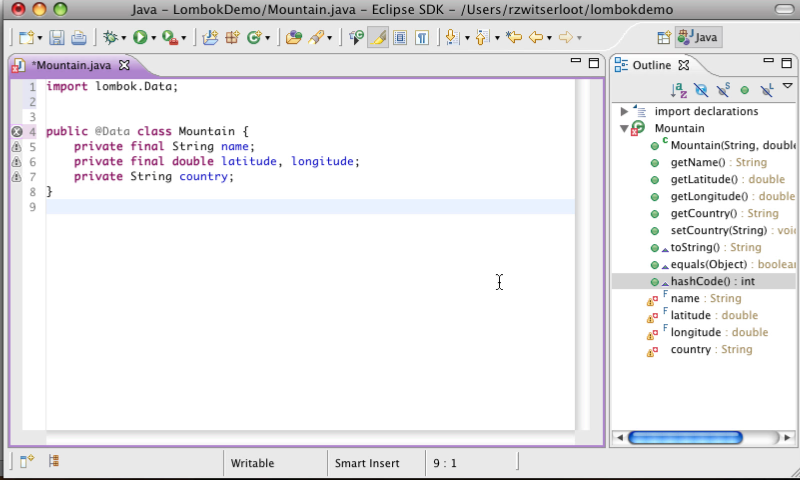 Java - LombokDemo/Mountain.java - Eclipse SDK - /Users/rzwitserloot/lombokdemo
Java
*Mountain.java
Outline
1 import lombok.Data;
2
3
4 public @Data class Mountain {
5 private final String name;
6 private final double latitude, longitude;
7 private String country;
8 }
9
import declarations
Mountain
Mountain(String, double
getName() : String
getLatitude() : double
getLongitude() : double
getCountry() : String
setCountry(String) : void
toString() : String
equals(Object) : boolean
hashCode() : int
name : String
latitude : double
longitude : double
country : String
Writable
Smart Insert
9 : 1